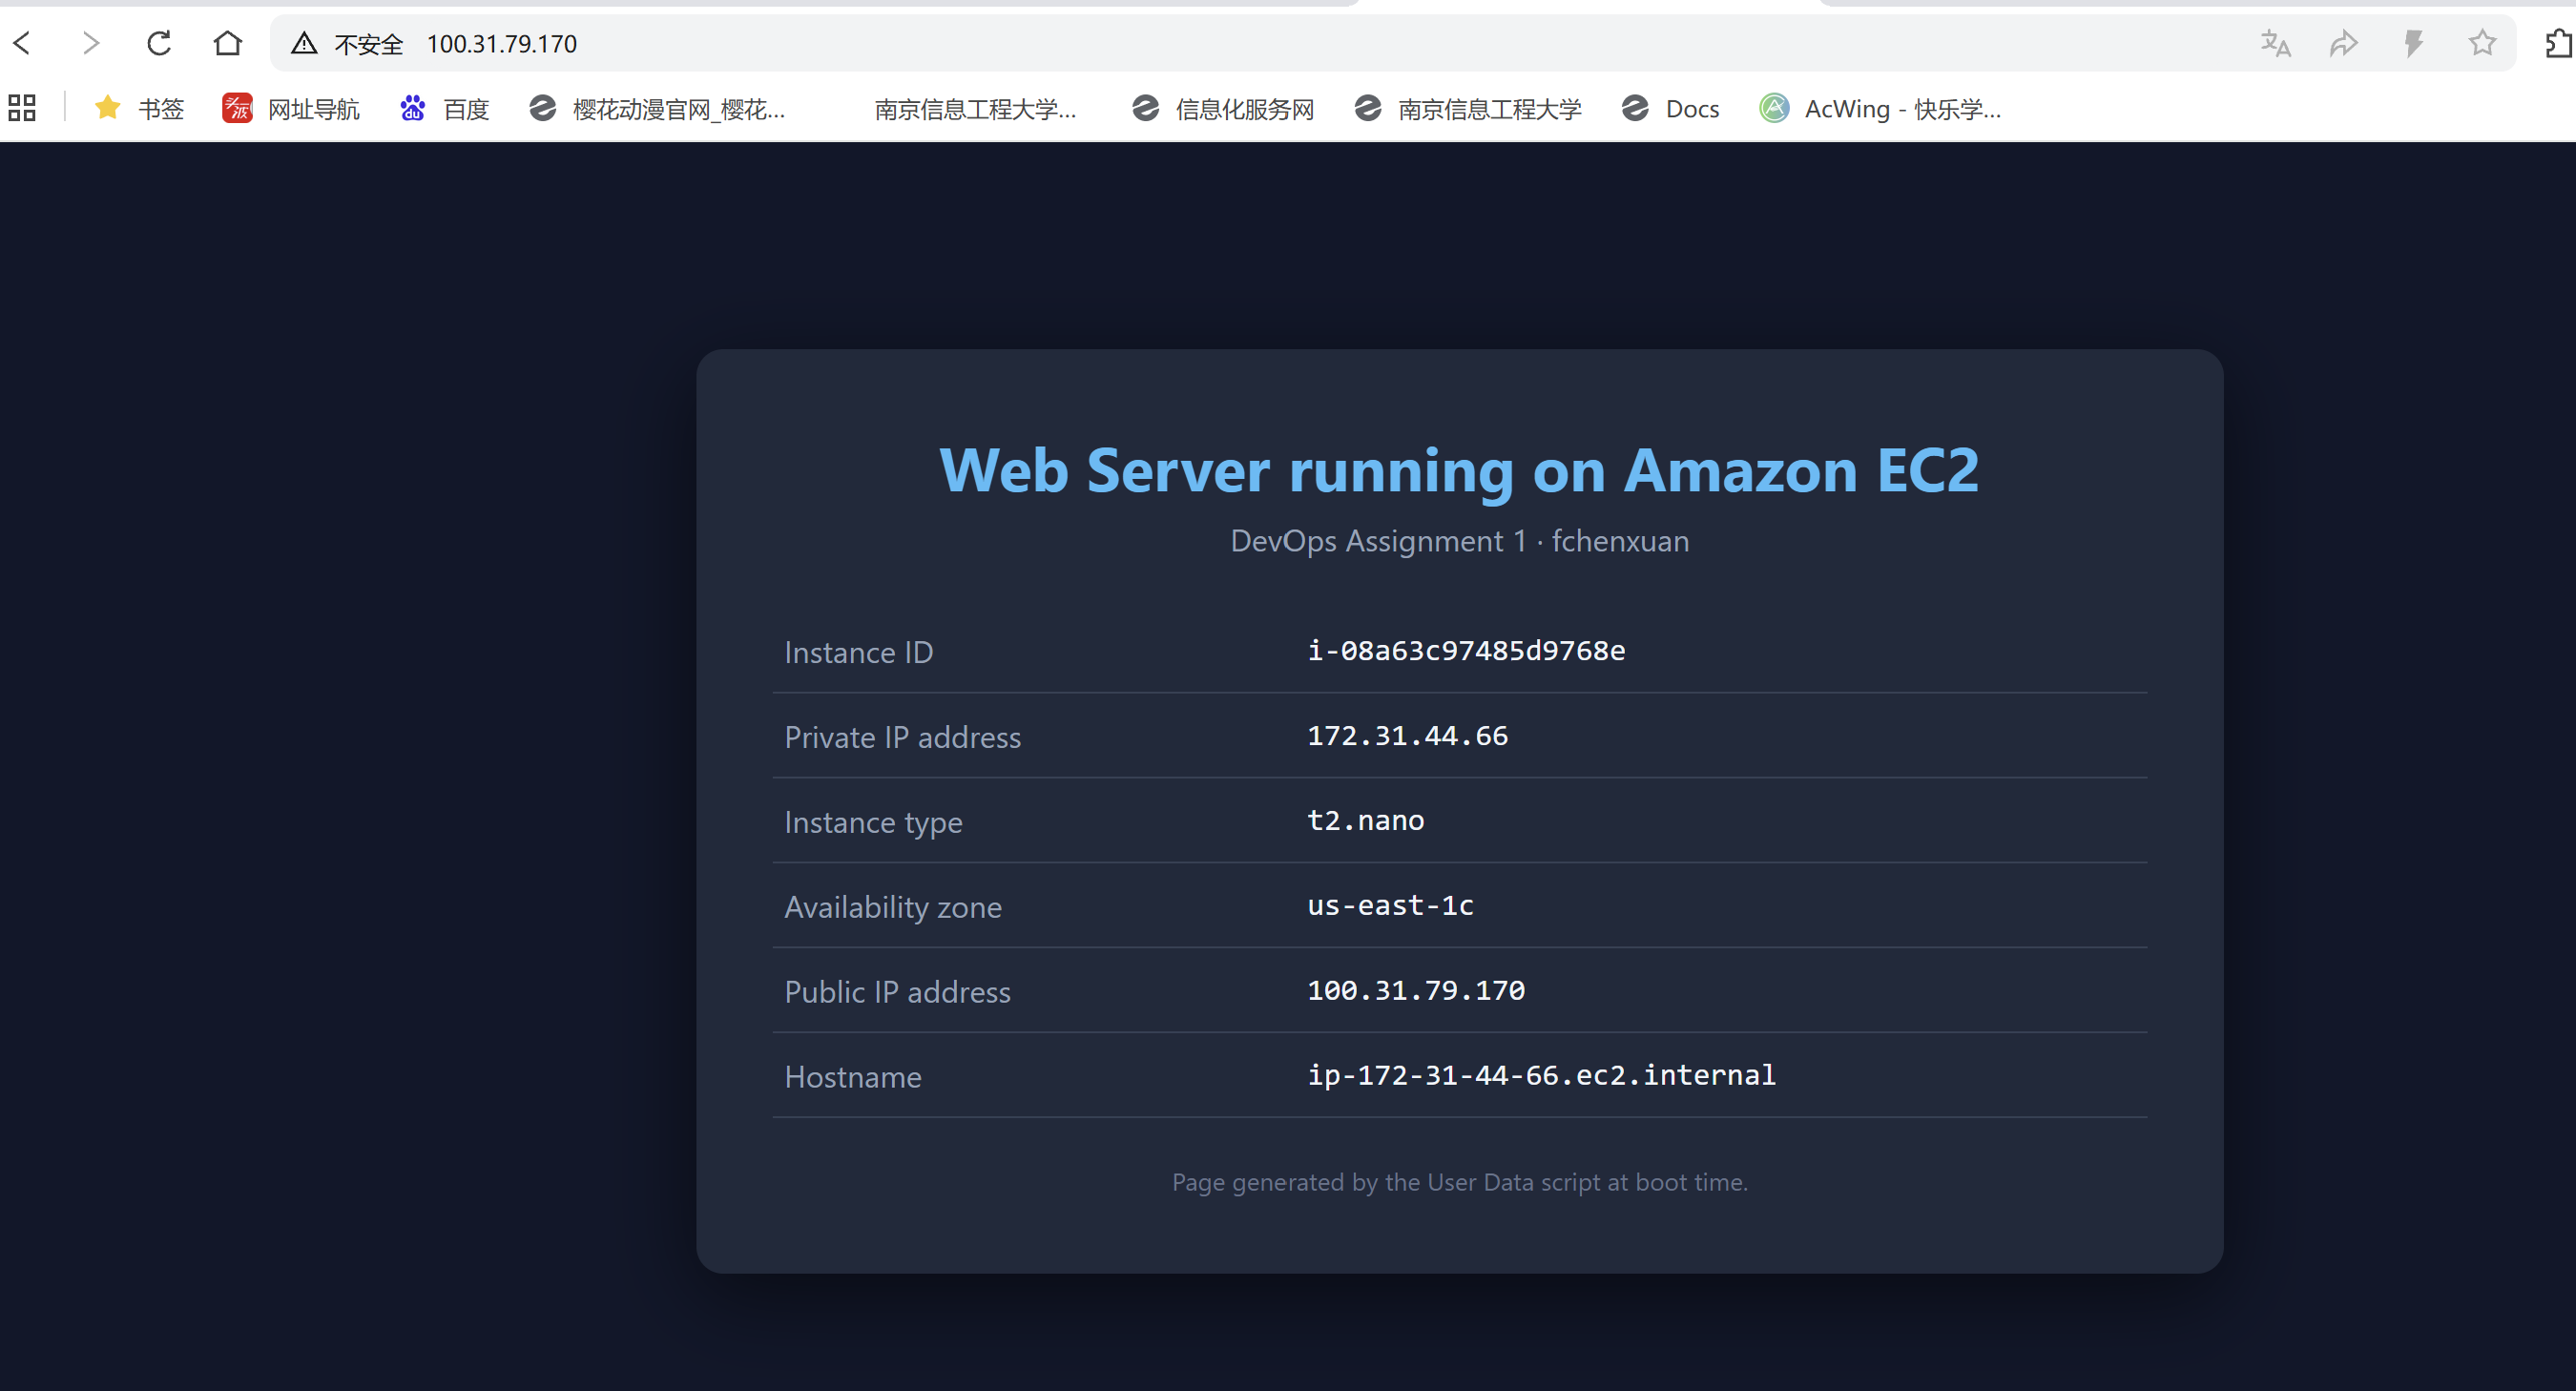 不安全 100.31.79.170
书签 网址导航 百度 樱花动漫官网_樱花... 南京信息工程大学... 信息化服务网 南京信息工程大学 Docs AcWing - 快乐学...
Web Server running on Amazon EC2
DevOps Assignment 1 · fchenxuan
Instance ID i-08a63c97485d9768e
Private IP address 172.31.44.66
Instance type t2.nano
Availability zone us-east-1c
Public IP address 100.31.79.170
Hostname ip-172-31-44-66.ec2.internal
Page generated by the User Data script at boot time.